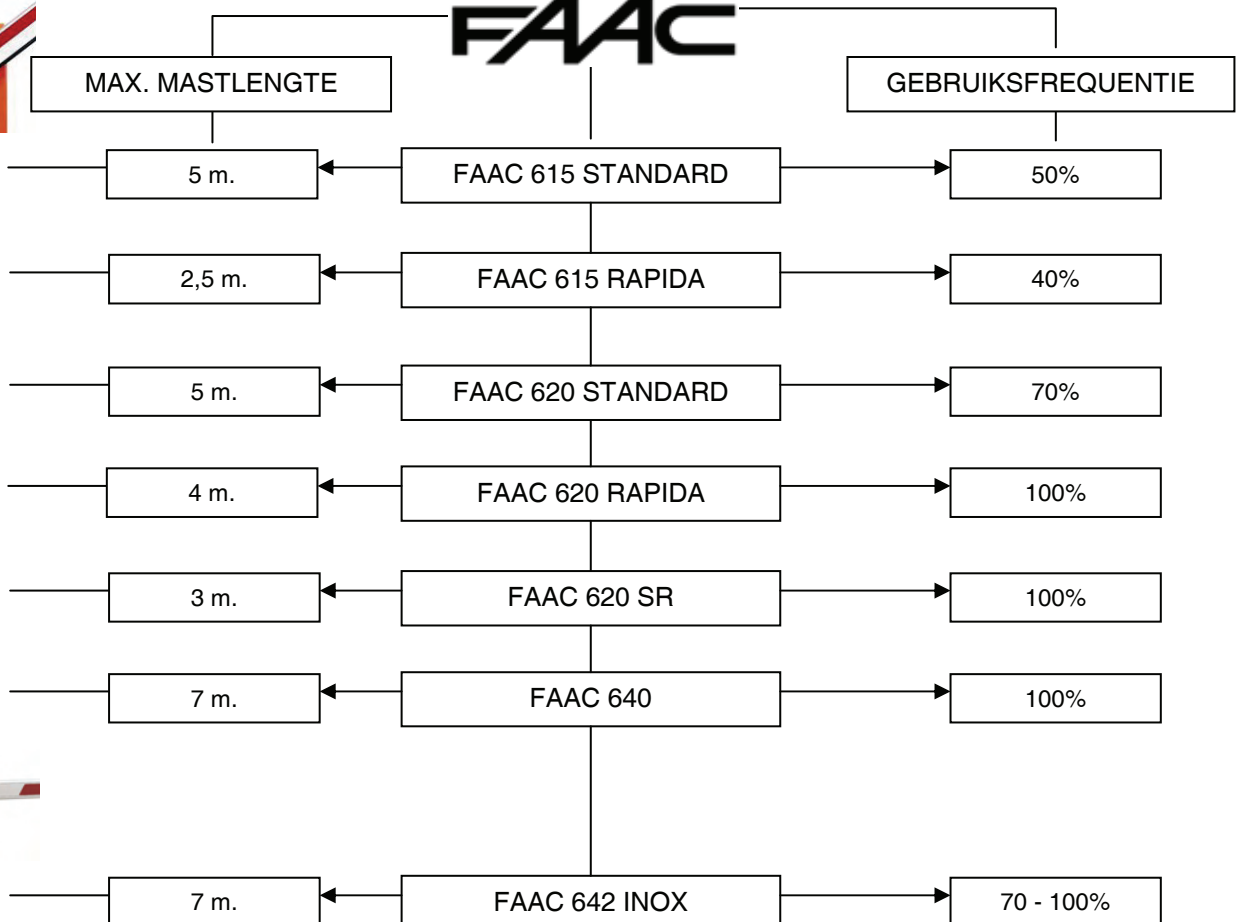 FAAC
MAX. MASTLENGTE
GEBRUIKSFREQUENTIE
5 m.
FAAC 615 STANDARD
50%
2,5 m.
FAAC 615 RAPIDA
40%
5 m.
FAAC 620 STANDARD
70%
4 m.
FAAC 620 RAPIDA
100%
3 m.
FAAC 620 SR
100%
7 m.
FAAC 640
100%
7 m.
FAAC 642 INOX
70 - 100%